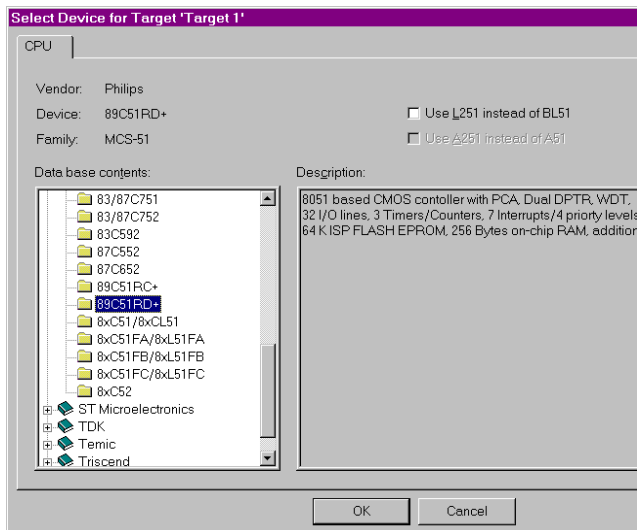 Select Device for Target 'Target 1'
CPU
Vendor: Philips
Device: 89C51RD+
Use L251 instead of BL51
Family: MCS-51
Use A251 instead of A51
Data base contents:
83/87C751
83/87C752
83C592
87C552
87C652
89C51RC+
89C51RD+
8xC51/8xCL51
8xC51FA/8xL51FA
8xC51FB/8xL51FB
8xC51FC/8xL51FC
8xC52
ST Microelectronics
TDK
Temic
Triscend
Description:
8051 based CMOS contoller with PCA, Dual DPTR, WDT,
32 I/O lines, 3 Timers/Counters, 7 Interrupts/4 priorty levels
64 K ISP FLASH EPROM, 256 Bytes on-chip RAM, addition
OK
Cancel